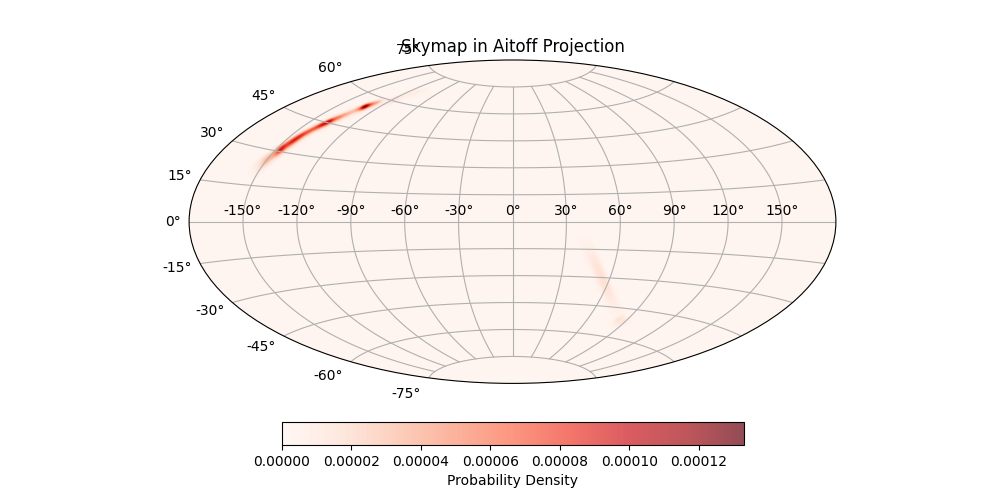 Skymap in Aitoff Projection
75°
60°
45°
30°
15°
0°
-15°
-30°
-45°
-60°
-75°
-150° -120° -90° -60° -30° 0° 30° 60° 90° 120° 150°
0.00000 0.00002 0.00004 0.00006 0.00008 0.00010 0.00012
Probability Density